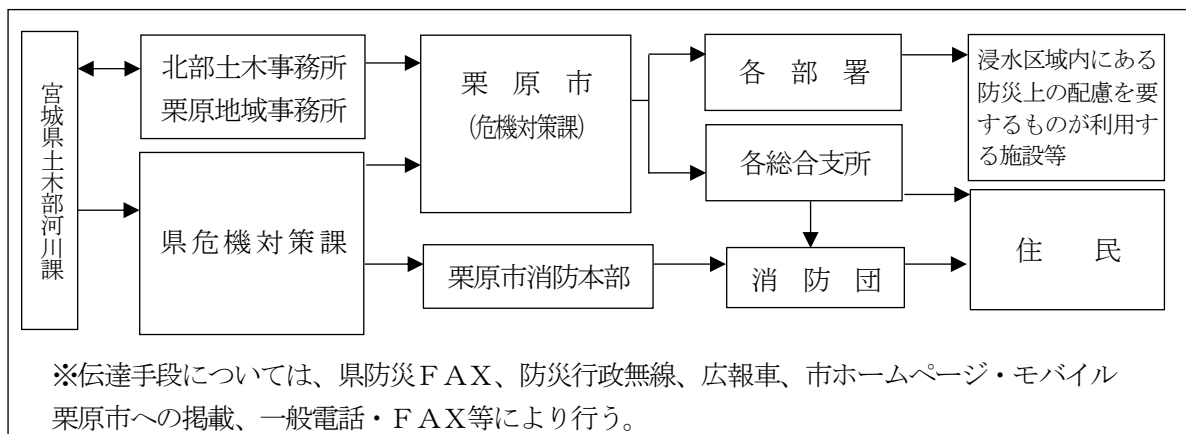 宮城県土木部河川課
北部土木事務所
栗原地域事務所
県危機対策課
栗原市
(危機対策課)
栗原市消防本部
各部署
各総合支所
消防団
浸水区域内にある
防災上の配慮を要
するものが利用す
る施設等
住民
※伝達手段については、県防災ＦＡＸ、防災行政無線、広報車、市ホームページ・モバイル
栗原市への掲載、一般電話・ＦＡＸ等により行う。